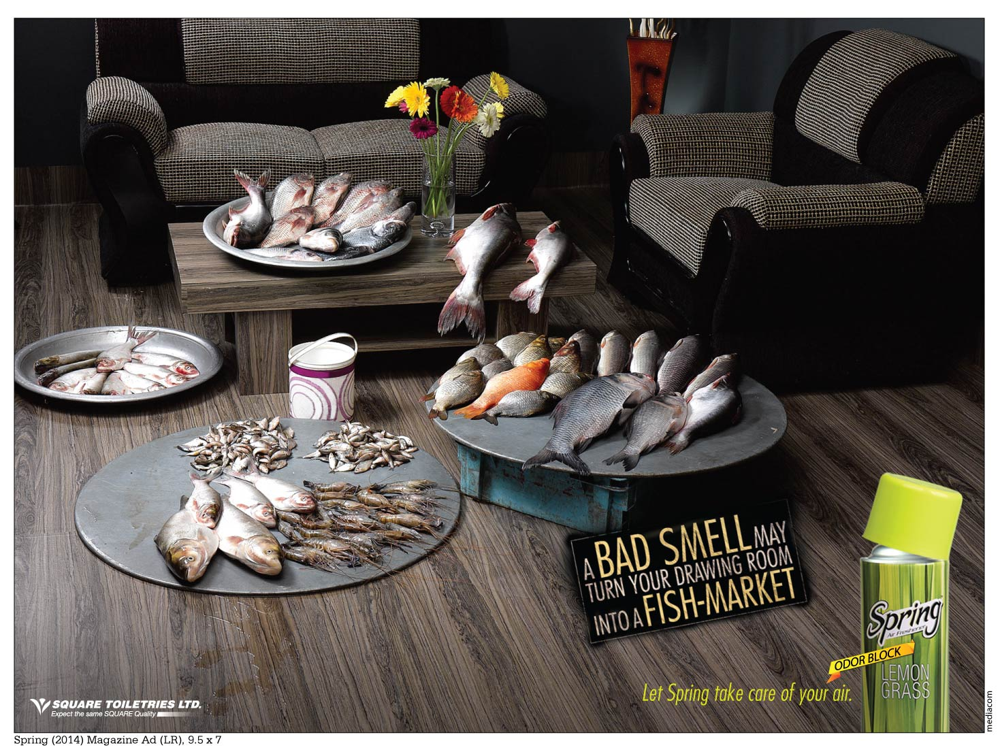 A BAD SMELL MAY
TURN YOUR DRAWING ROOM
INTO A FISH-MARKET
Spring
Air Freshener
ODOR BLOCK
LEMON
GRASS
Let Spring take care of your air.
SQUARE TOILETRIES LTD.
Expect the same SQUARE Quality
mediacom
Spring (2014) Magazine Ad (LR), 9.5 x 7